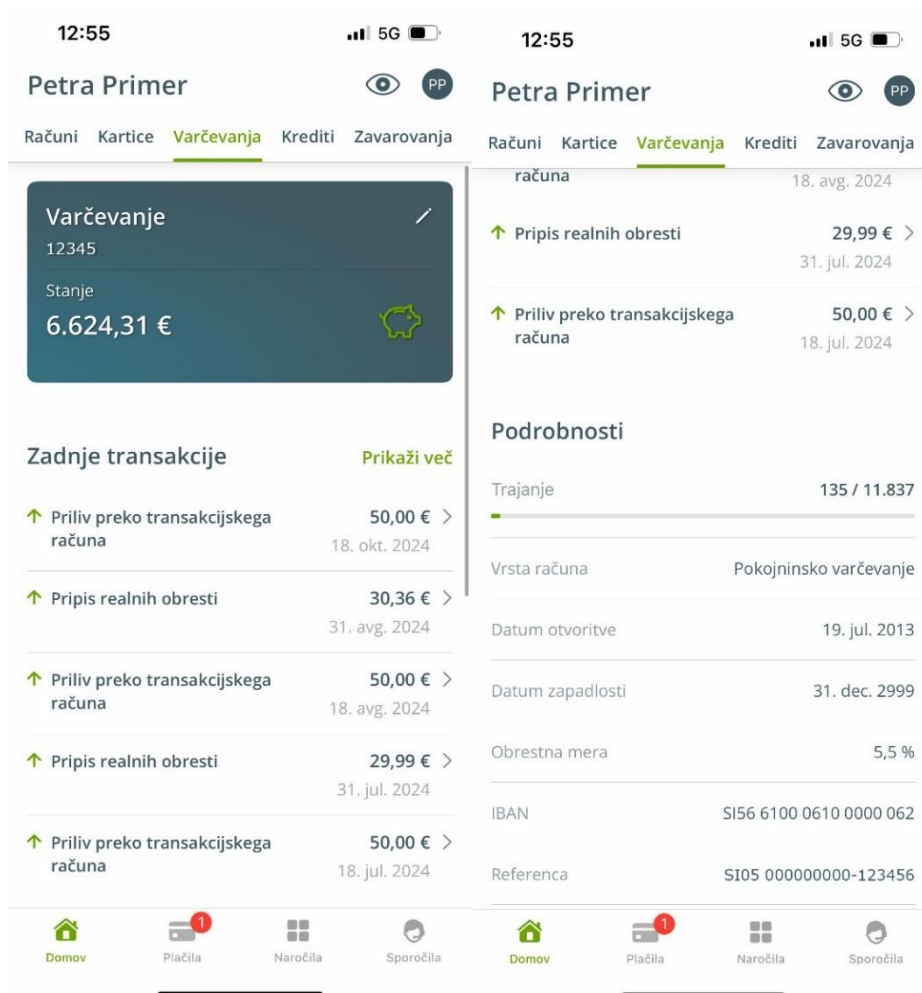 12:55
5G
Petra Primer
PP
Računi Kartice Varčevanja Krediti Zavarovanja
Varčevanje
12345
Stanje
6.624,31 €
Zadnje transakcije Prikaži več
Priliv preko transakcijskega 50,00 €
računa 18. okt. 2024
Pripis realnih obresti 30,36 €
31. avg. 2024
Priliv preko transakcijskega 50,00 €
računa 18. avg. 2024
Pripis realnih obresti 29,99 €
31. jul. 2024
Priliv preko transakcijskega 50,00 €
računa 18. jul. 2024
1
Domov Plačila Naročila Sporočila
12:55
5G
Petra Primer
PP
Računi Kartice Varčevanja Krediti Zavarovanja
računa 18. avg. 2024
Pripis realnih obresti 29,99 €
31. jul. 2024
Priliv preko transakcijskega 50,00 €
računa 18. jul. 2024
Podrobnosti
Trajanje 135 / 11.837
Vrsta računa Pokojninsko varčevanje
Datum otvoritve 19. jul. 2013
Datum zapadlosti 31. dec. 2999
Obrestna mera 5,5 %
IBAN SI56 6100 0610 0000 062
Referenca SI05 000000000-123456
1
Domov Plačila Naročila Sporočila